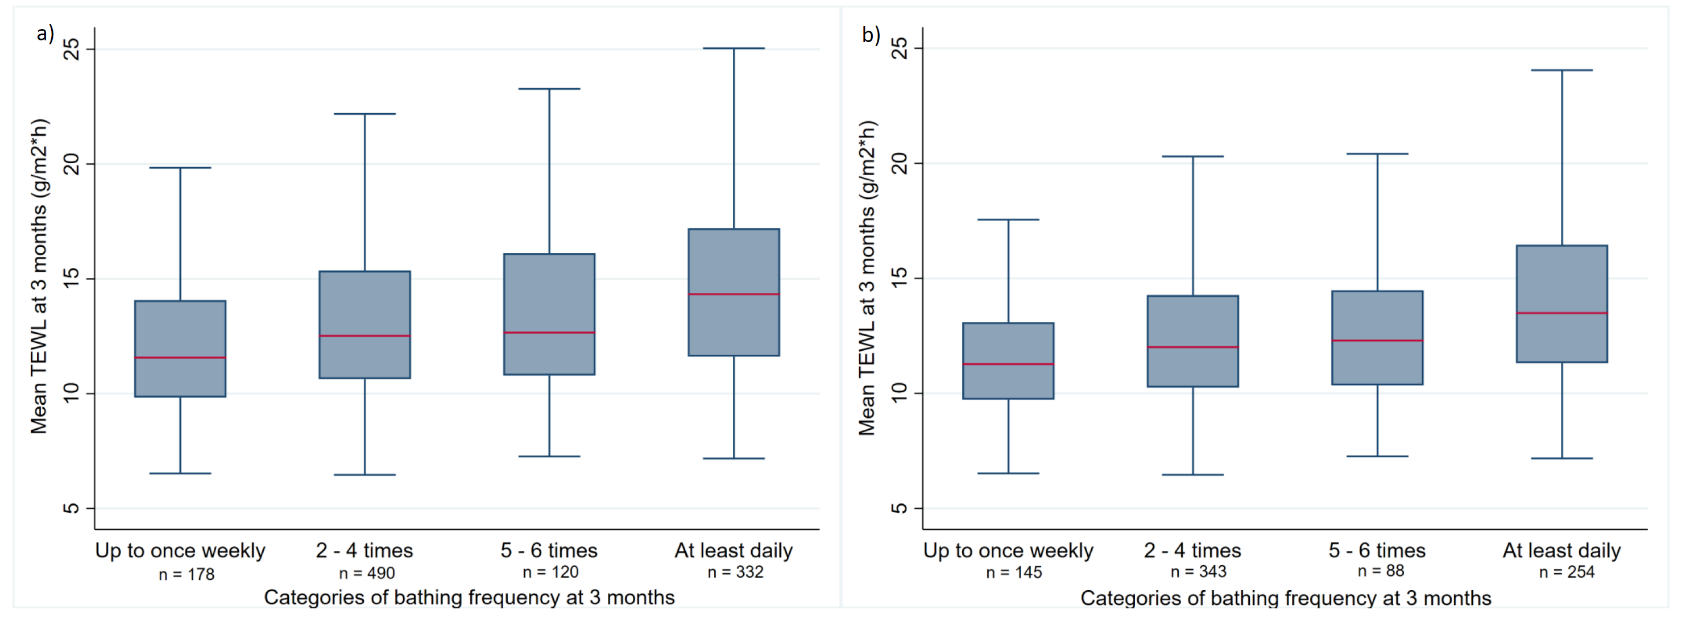 a)
Mean TEWL at 3 months (g/m2*h)
25
20
15
10
5
Up to once weekly
2 - 4 times
5 - 6 times
At least daily
n = 178
n = 490
n = 120
n = 332
Categories of bathing frequency at 3 months
b)
Mean TEWL at 3 months (g/m2*h)
25
20
15
10
5
Up to once weekly
2 - 4 times
5 - 6 times
At least daily
n = 145
n = 343
n = 88
n = 254
Categories of bathing frequency at 3 months